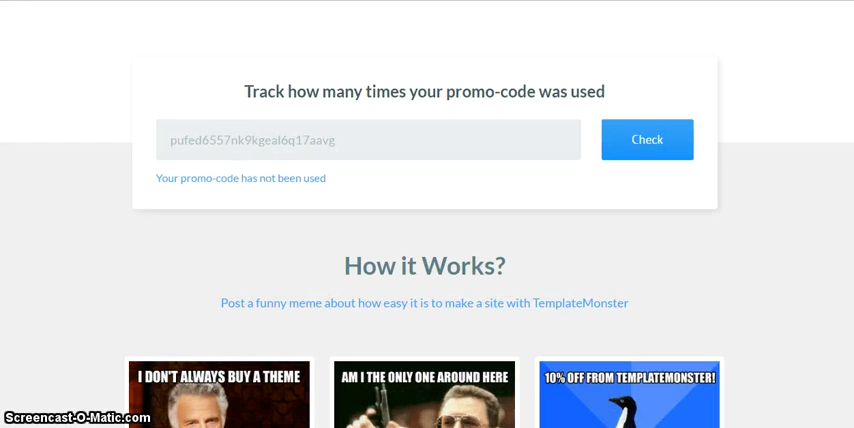 Track how many times your promo-code was used
pufed6557nk9kgeal6q17aavg
Check
Your promo-code has not been used
How it Works?
Post a funny meme about how easy it is to make a site with TemplateMonster
I DON'T ALWAYS BUY A THEME
AM I THE ONLY ONE AROUND HERE
10% OFF FROM TEMPLATEMONSTER!
Screencast-O-Matic.com